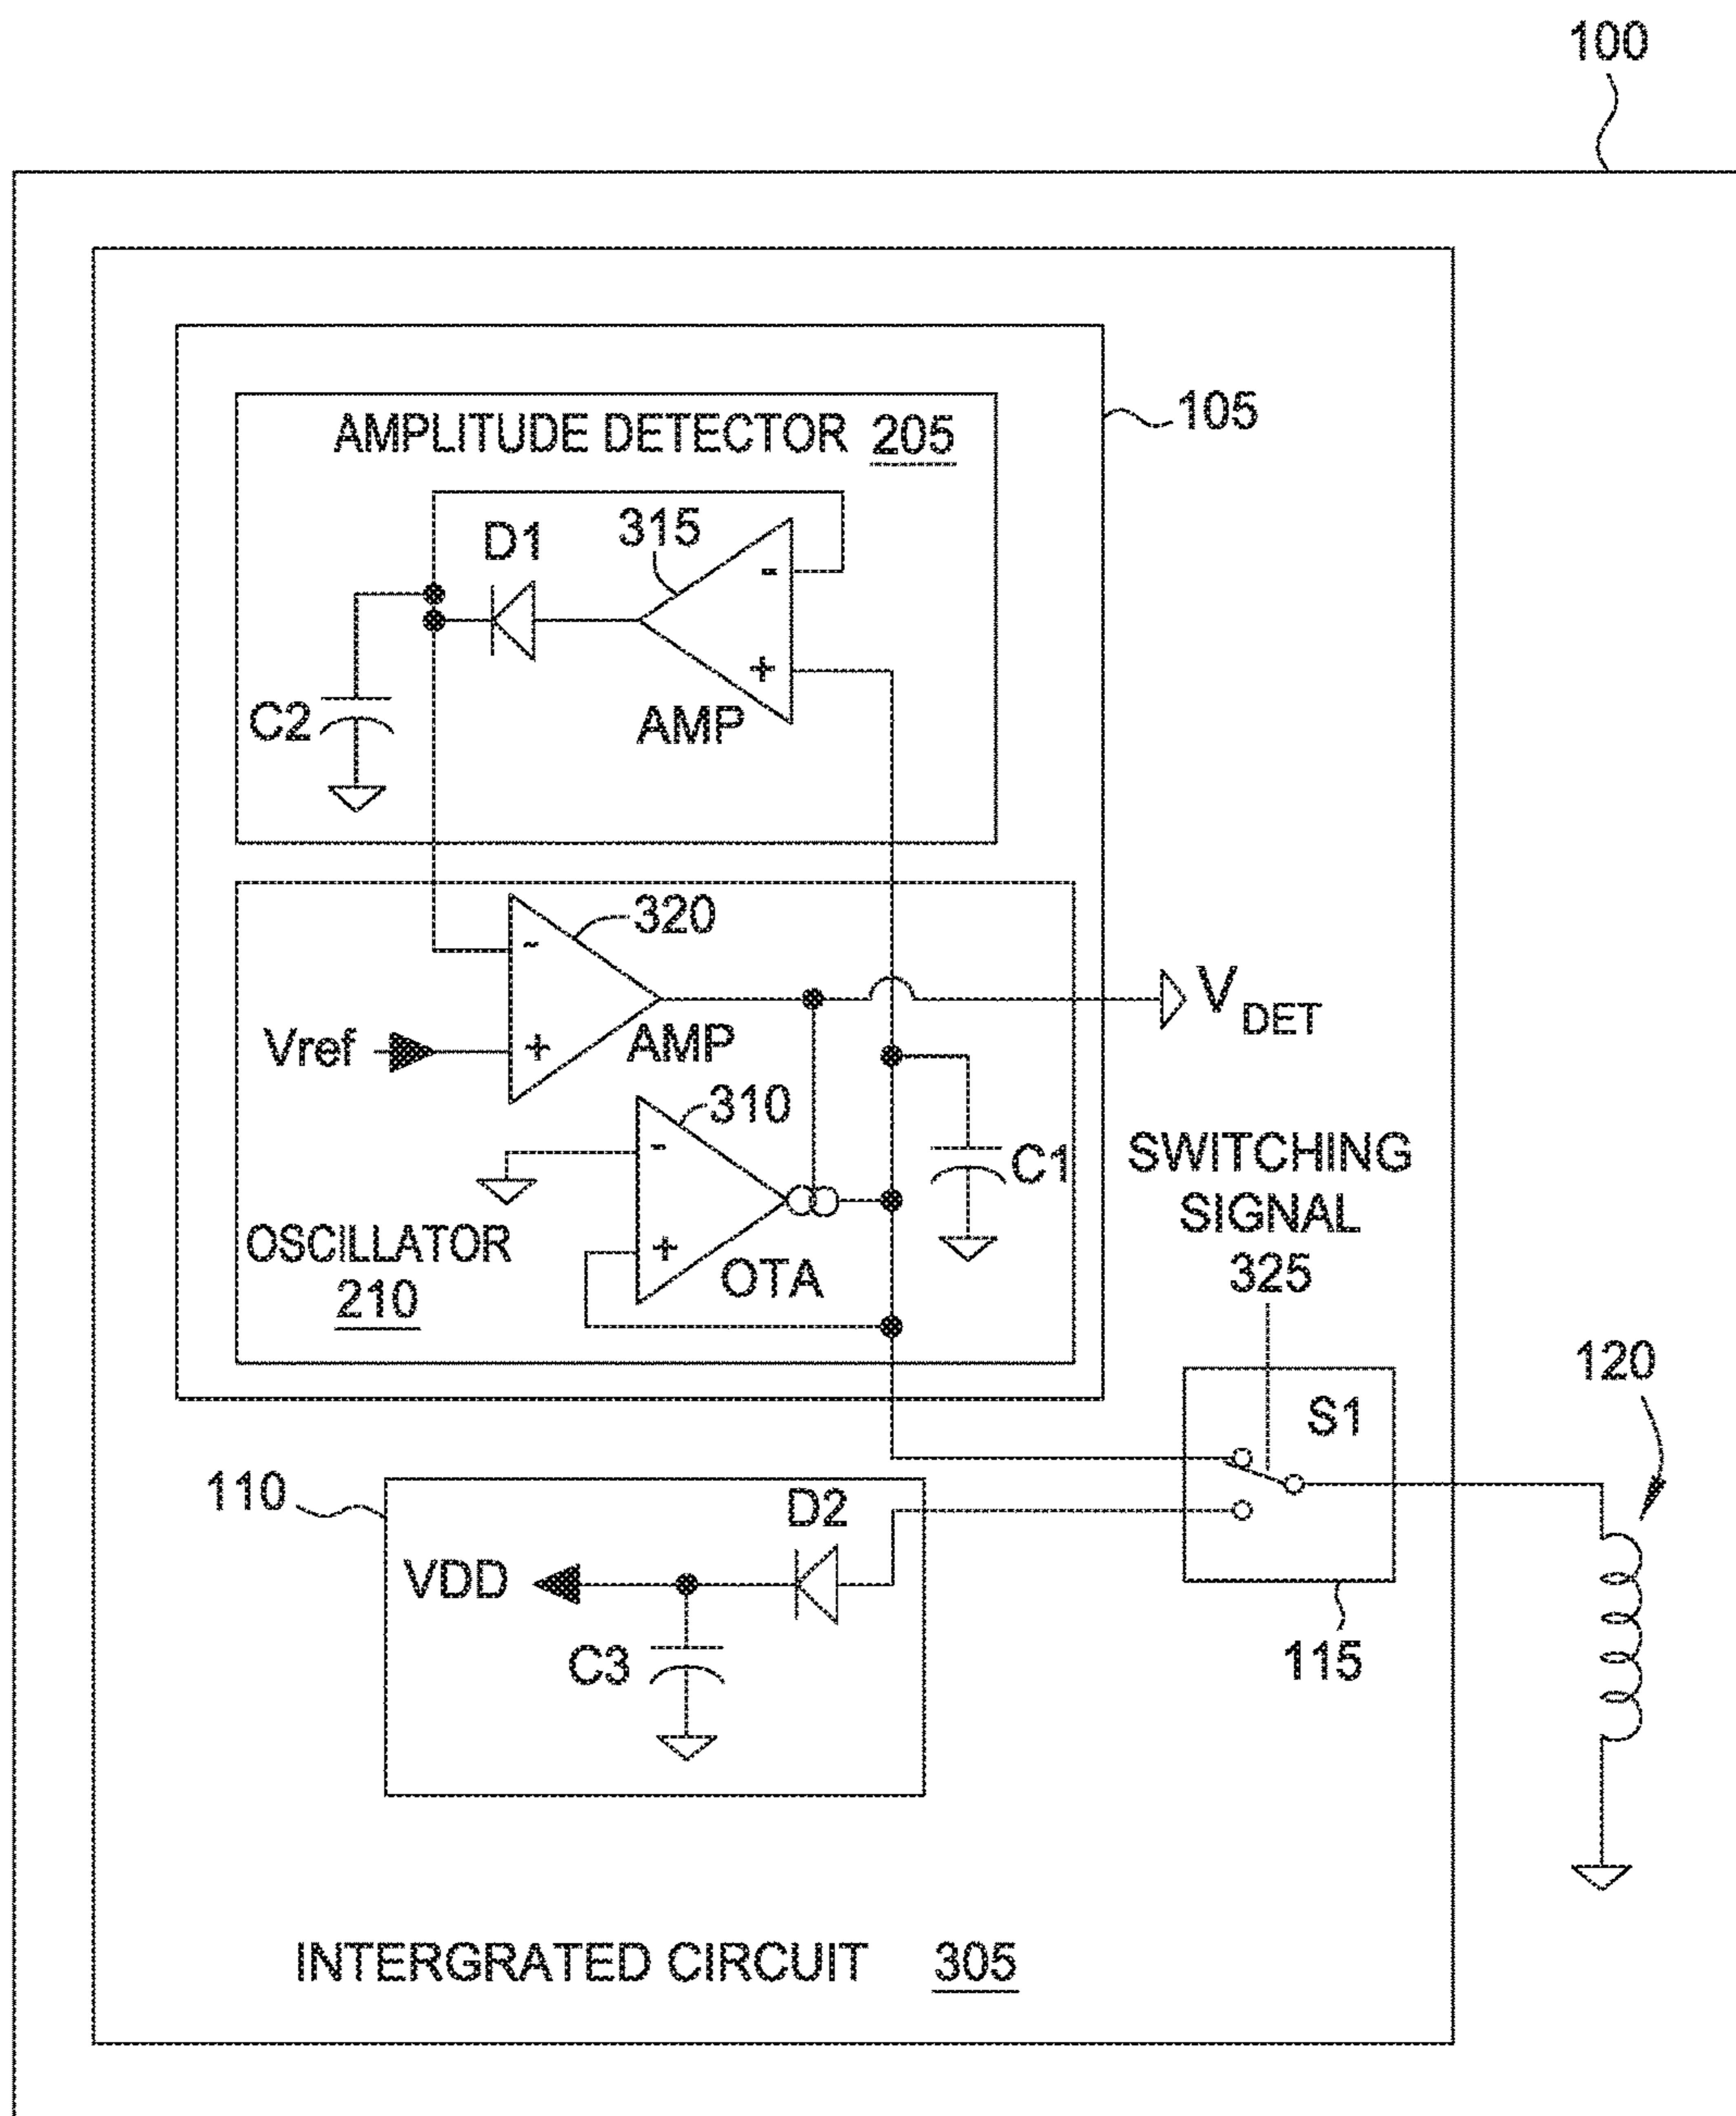 100
105
AMPLITUDE DETECTOR 205
D1
315
-
+
AMP
C2
320
-
+
AMP
Vref
VDET
310
-
+
OTA
C1
OSCILLATOR
210
SWITCHING
SIGNAL
325
S1
120
115
110
D2
VDD
C3
INTERGRATED CIRCUIT 305